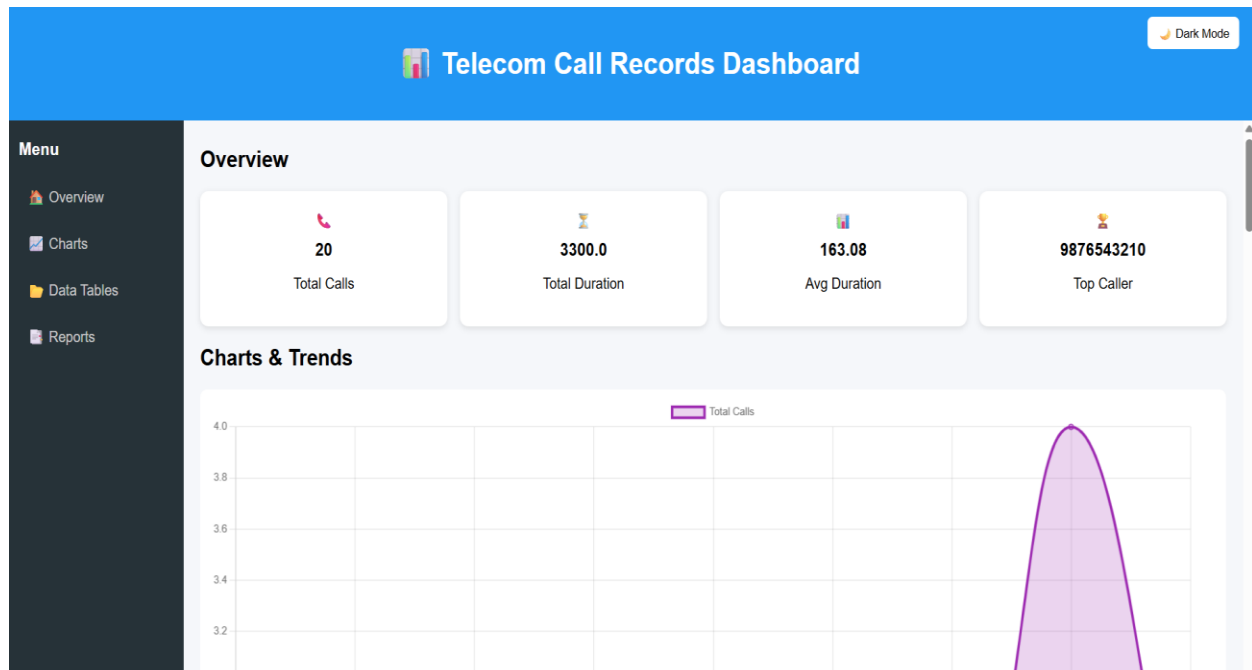 Telecom Call Records Dashboard
Dark Mode
Menu
Overview
Charts
Data Tables
Reports
Overview
20
Total Calls
3300.0
Total Duration
163.08
Avg Duration
9876543210
Top Caller
Charts & Trends
Total Calls
4.0
3.8
3.6
3.4
3.2